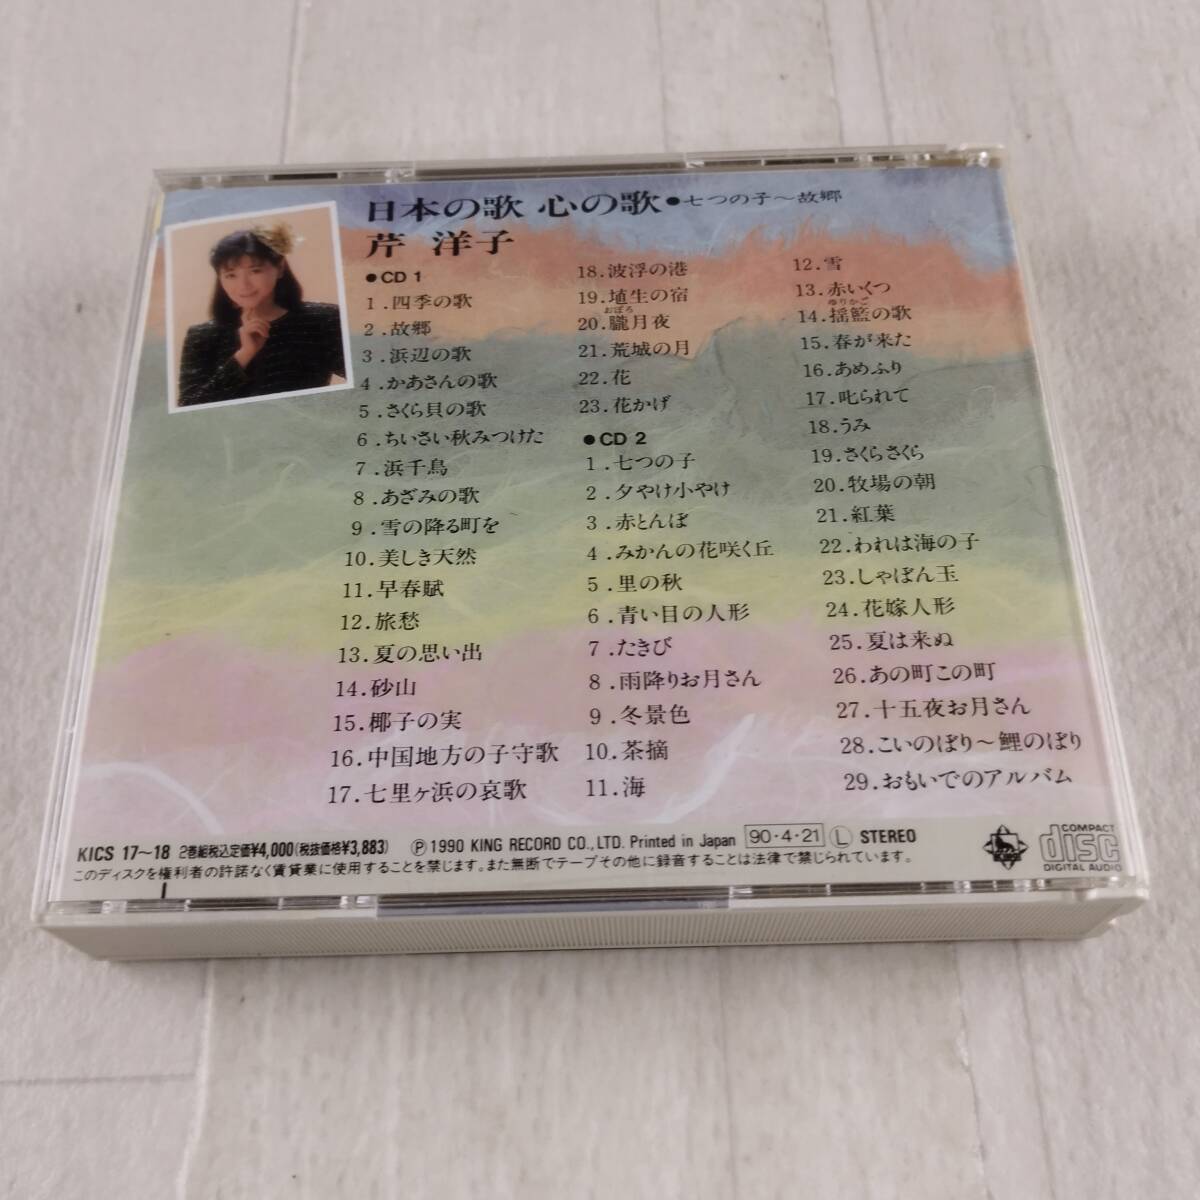 日本の歌 心の歌●七つの子～故郷
芹 洋子
●CD 1
1.四季の歌
2.故郷
3.浜辺の歌
4.かあさんの歌
5.さくら貝の歌
6.ちいさい秋みつけた
7.浜千鳥
8.あざみの歌
9.雪の降る町を
10.美しき天然
11.早春賦
12.旅愁
13.夏の思い出
14.砂山
15.椰子の実
16.中国地方の子守歌
17.七里ヶ浜の哀歌
18.波浮の港
19.埴生の宿
おぼろ
20.朧月夜
21.荒城の月
22.花
23.花かげ
●CD 2
1.七つの子
2.夕やけ小やけ
3.赤とんぼ
4.みかんの花咲く丘
5.里の秋
6.青い目の人形
7.たきび
8.雨降りお月さん
9.冬景色
10.茶摘
11.海
12.雪
13.赤いくつ
ゆりかご
14.揺籃の歌
15.春が来た
16.あめふり
17.叱られて
18.うみ
19.さくらさくら
20.牧場の朝
21.紅葉
22.われは海の子
23.しゃぼん玉
24.花嫁人形
25.夏は来ぬ
26.あの町この町
27.十五夜お月さん
28.こいのぼり～鯉のぼり
29.おもいでのアルバム
KICS 17～18 2巻組税込定価¥4,000(税抜価格¥3,883) Ⓟ1990 KING RECORD CO., LTD. Printed in Japan 90・4・21 Ⓛ STEREO
このディスクを権利者の許諾なく賃貸業に使用することを禁じます。また無断でテープその他に録音することは法律で禁じられています。
KING
COMPACT
disc
DIGITAL AUDIO